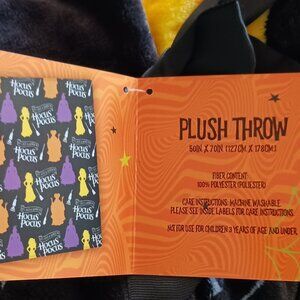 Hocus Pocus
Hocus Pocus
Hocus Pocus
Hocus Pocus
Hocus Pocus
Hocus Pocus
PLUSH THROW
50IN. X 70IN. (127CM. X 178CM.)
FIBER CONTENT:
100% POLYESTER (POLIESTER)
CARE INSTRUCTIONS: MACHINE WASHABLE.
PLEASE SEE INSIDE LABELS FOR CARE INSTRUCTIONS.
NOT FOR USE FOR CHILDREN 3 YEARS OF AGE AND UNDER.